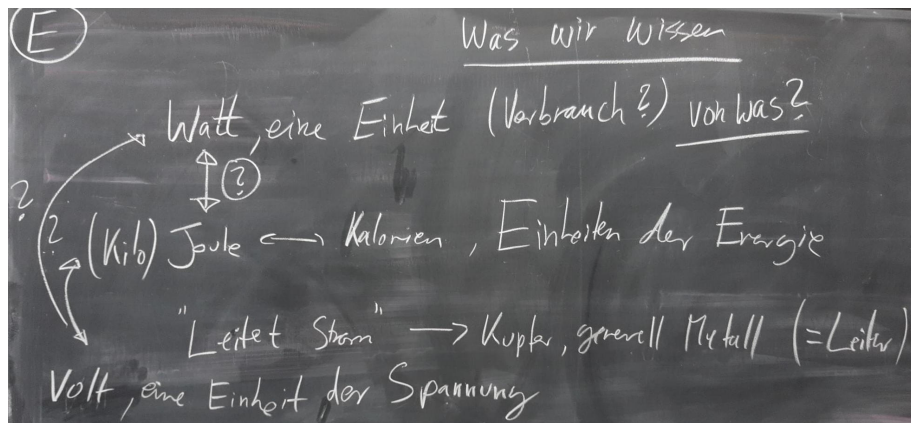 E
Was wir wissen
Watt, eine Einheit (Verbrauch?) von was?
?
? ? (Kilo) Joule ↔ Kalorien, Einheiten der Energie
"Leitet Strom" → Kupfer, generell Metall (=Leiter)
Volt, eine Einheit der Spannung